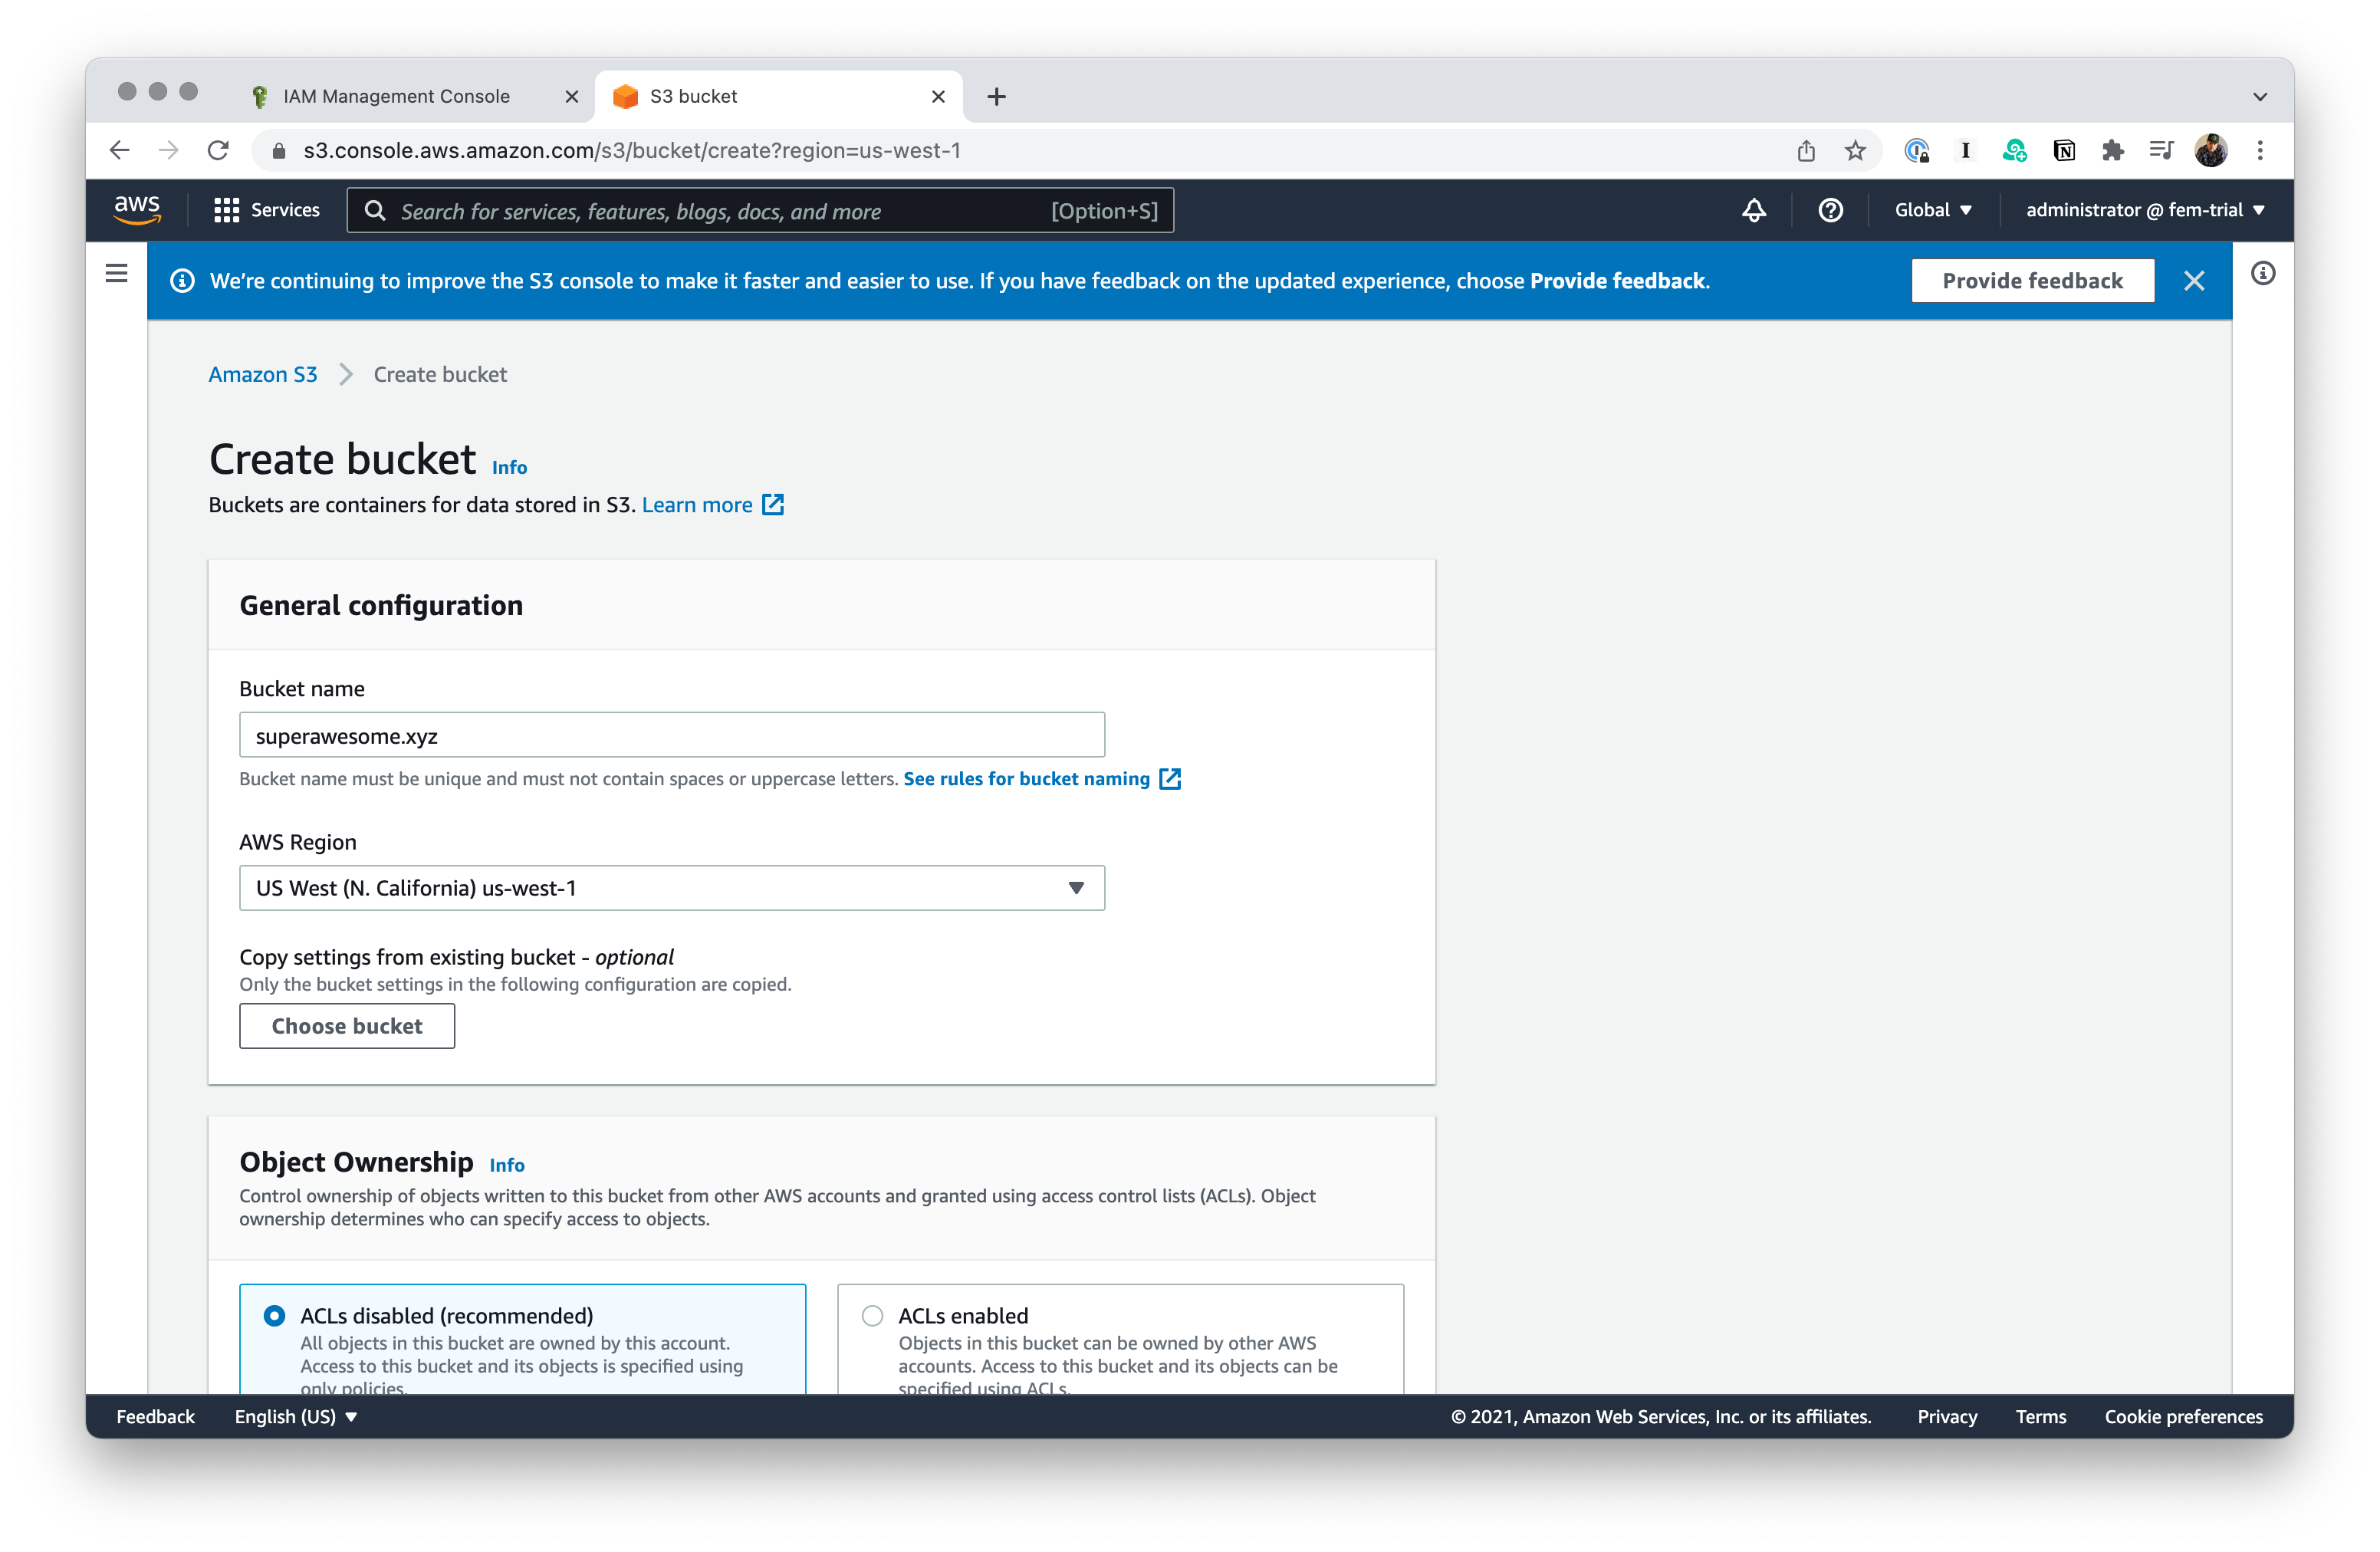 IAM Management Console
S3 bucket
s3.console.aws.amazon.com/s3/bucket/create?region=us-west-1
aws
Services
Search for services, features, blogs, docs, and more
[Option+S]
Global
administrator @ fem-trial
We’re continuing to improve the S3 console to make it faster and easier to use. If you have feedback on the updated experience, choose Provide feedback.
Provide feedback
Amazon S3
Create bucket
Create bucket Info
Buckets are containers for data stored in S3. Learn more
General configuration
Bucket name
superawesome.xyz
Bucket name must be unique and must not contain spaces or uppercase letters. See rules for bucket naming
AWS Region
US West (N. California) us-west-1
Copy settings from existing bucket - optional
Only the bucket settings in the following configuration are copied.
Choose bucket
Object Ownership Info
Control ownership of objects written to this bucket from other AWS accounts and granted using access control lists (ACLs). Object
ownership determines who can specify access to objects.
ACLs disabled (recommended)
All objects in this bucket are owned by this account.
Access to this bucket and its objects is specified using
only policies.
ACLs enabled
Objects in this bucket can be owned by other AWS
accounts. Access to this bucket and its objects can be
specified using ACLs.
Feedback
English (US)
© 2021, Amazon Web Services, Inc. or its affiliates.
Privacy
Terms
Cookie preferences